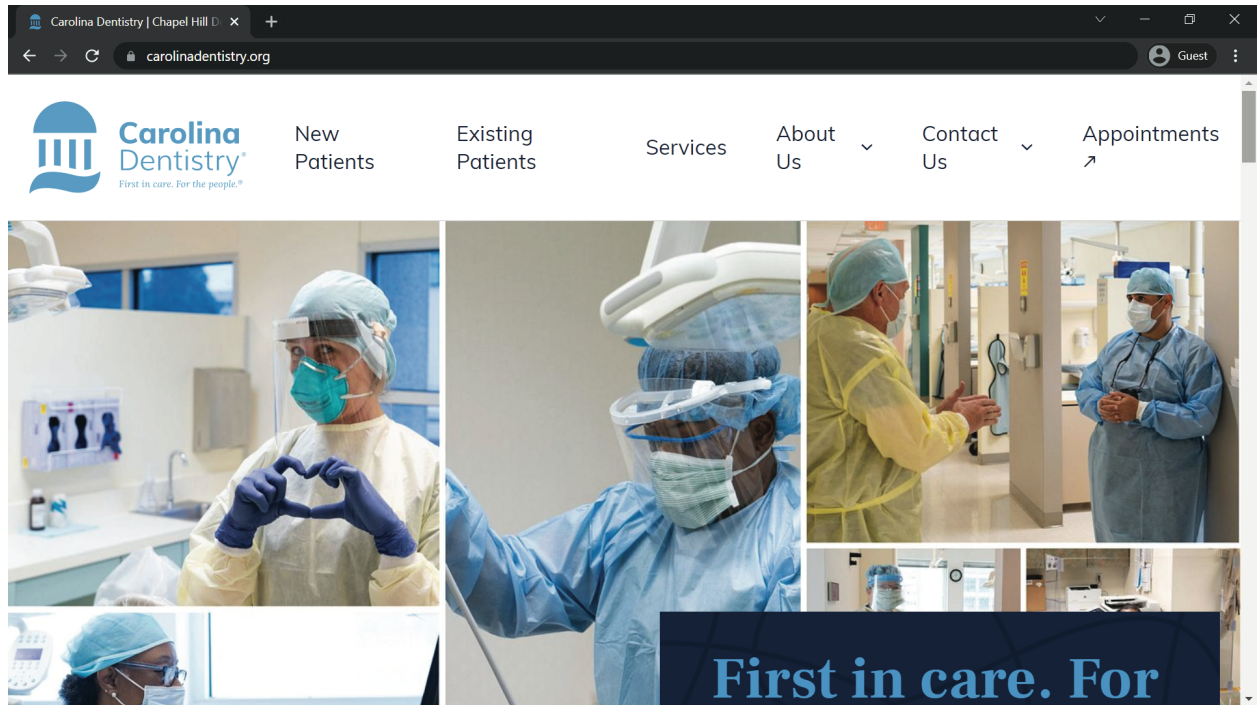 Carolina Dentistry | Chapel Hill D
carolinadentistry.org
Guest
Carolina
Dentistry®
First in care. For the people.®
New
Patients
Existing
Patients
Services
About
Us
Contact
Us
Appointments
↗
EXIT
First in care. For